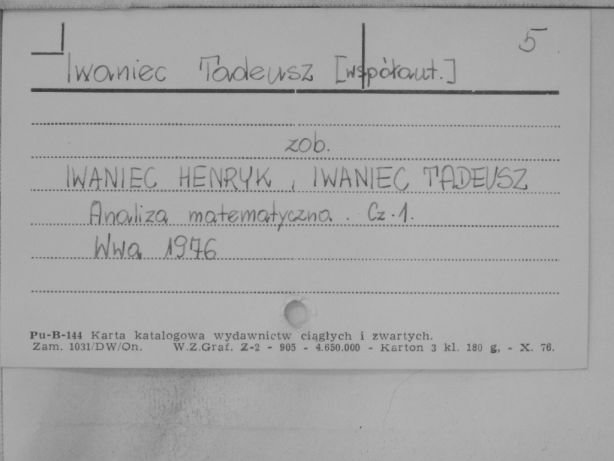 5
Iwaniec Tadeusz [współaut.]
zob.
IWANIEC HENRYK, IWANIEC TADEUSZ
Analiza matematyczna. Cz. 1.
Wwa 1976
Pu-B-144 Karta katalogowa wydawnictw ciągłych i zwartych.
Zam. 1031/DW/On. W.Z.Graf. Z-2 - 905 - 4.650.000 - Karton 3 kl. 180 g, - X. 76.